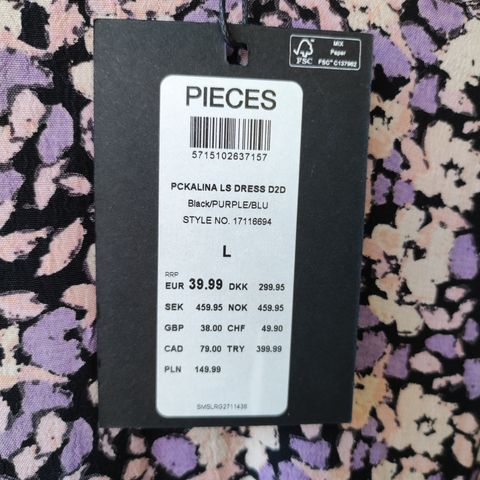 MIX
Paper
FSC
FSC® C137982
PIECES
5715102637157
PCKALINA LS DRESS D2D
Black/PURPLE/BLU
STYLE NO. 17116694
L
RRP
EUR 39.99 DKK 299.95
SEK 459.95 NOK 459.95
GBP 38.00 CHF 49.90
CAD 79.00 TRY 399.99
PLN 149.99
SMSLRG2711438